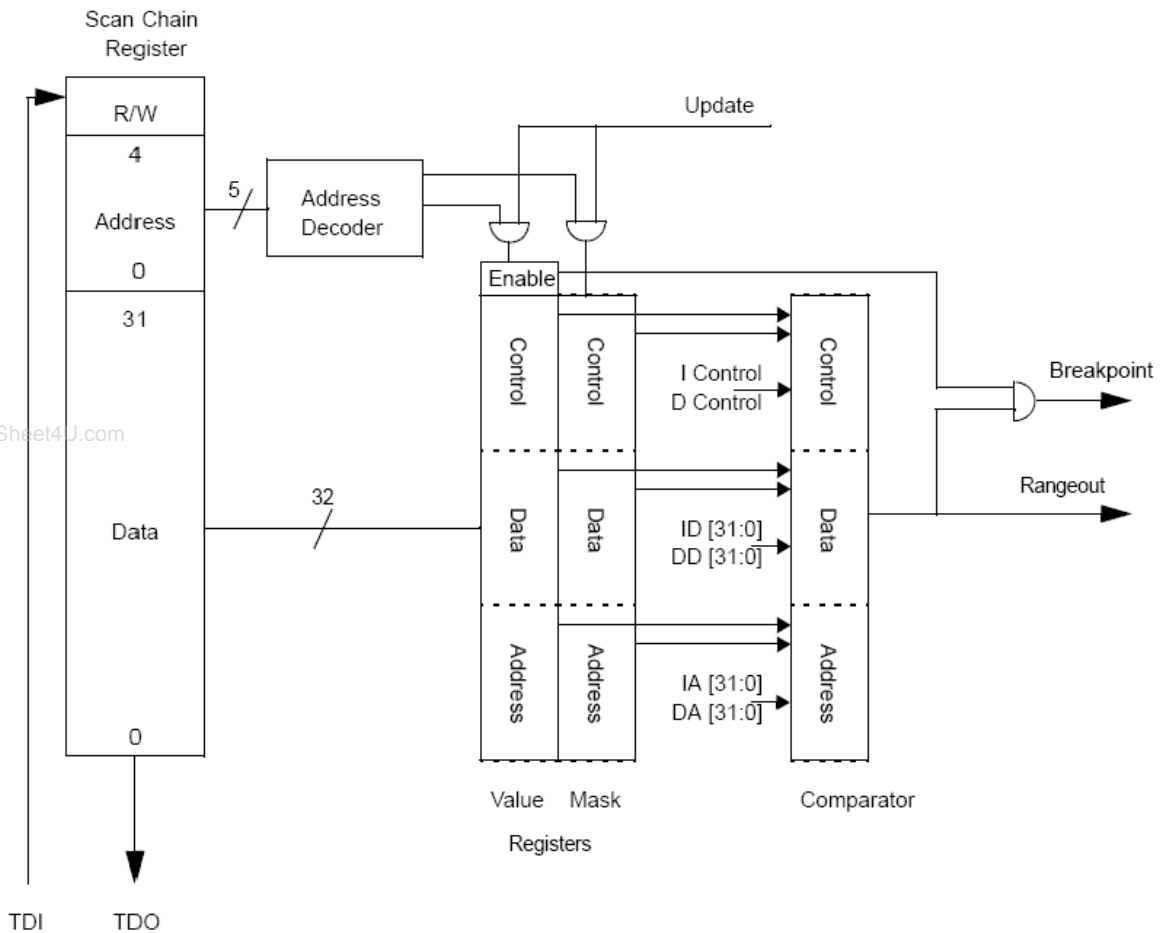 Scan Chain
Register
R/W
4
Address
0
31
Data
0
TDI
TDO
5
Address
Decoder
Update
Enable
Control
Control
Data
Data
Address
Address
32
Value
Mask
Registers
I Control
D Control
ID [31:0]
DD [31:0]
IA [31:0]
DA [31:0]
Control
Data
Address
Comparator
Breakpoint
Rangeout
Sheet4U.com